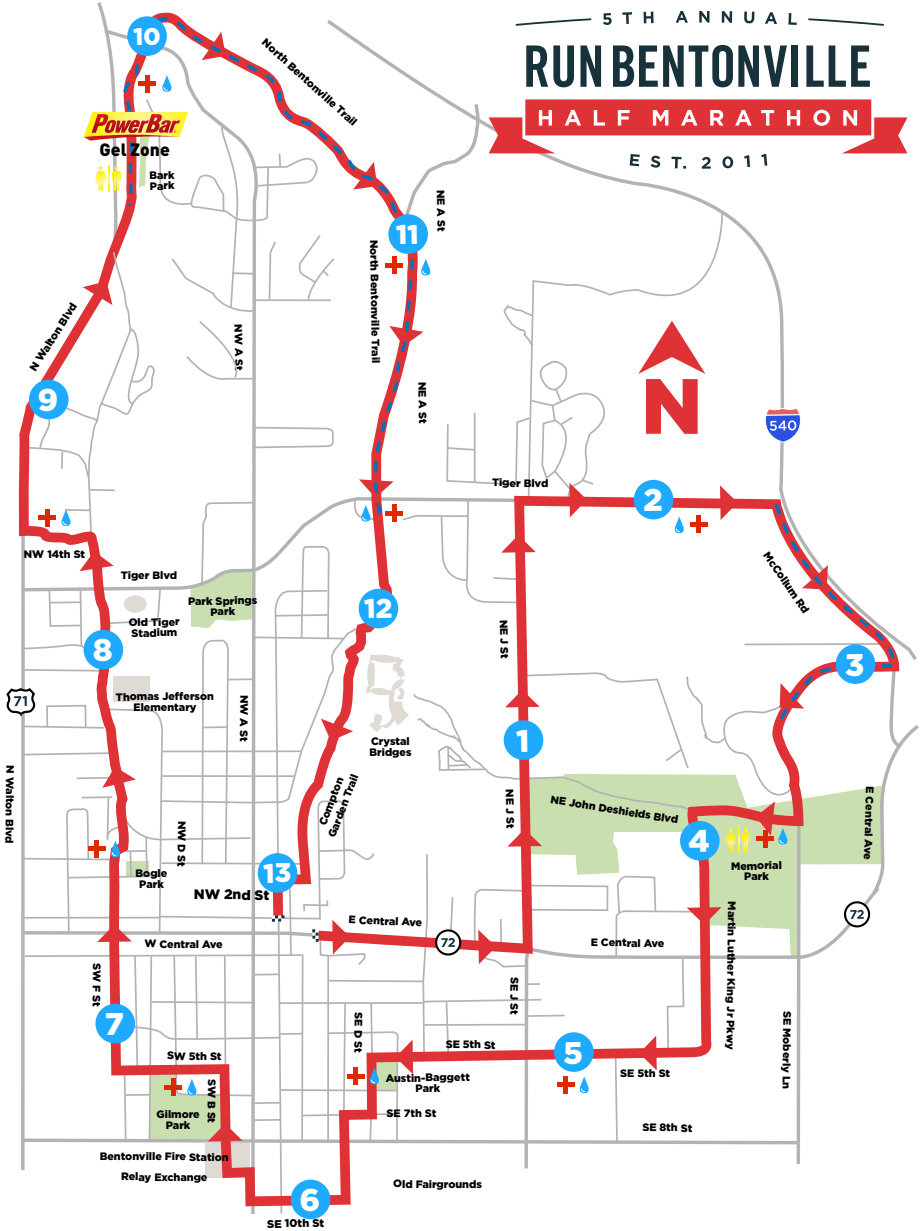 5TH ANNUAL
RUN BENTONVILLE
HALF MARATHON
EST. 2011
10
North Bentonville Trail
PowerBar
Gel Zone
Bark
Park
NE A St
11
North Bentonville Trail
N Walton Blvd
NW A St
NE A St
9
N
540
Tiger Blvd
2
NW 14th St
Tiger Blvd
McCollum Rd
Park Springs
Park
12
Old Tiger
Stadium
NE J St
8
3
71
Thomas Jefferson
Elementary
NW A St
Crystal
Bridges
1
N Walton Blvd
Compton
Garden Trail
NE J St
NE John Deshields Blvd
E Central Ave
4
NW D St
Memorial
Park
Bogle
Park
13
NW 2nd St
E Central Ave
72
72
W Central Ave
E Central Ave
Martin Luther King Jr Pkwy
SW F St
SE J St
7
SE D St
SE Moberly Ln
SE 5th St
5
SW 5th St
SE 5th St
Austin-Baggett
Park
SW B St
Gilmore
Park
SE 7th St
SE 8th St
Bentonville Fire Station
Relay Exchange
Old Fairgrounds
6
SE 10th St